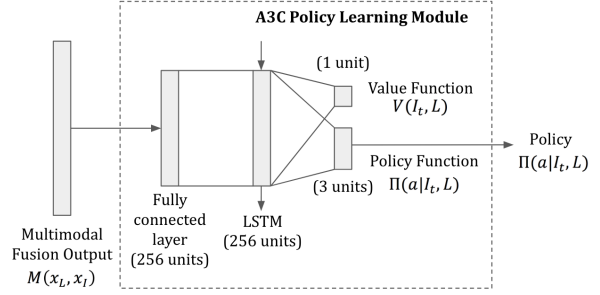 A3C Policy Learning Module
(1 unit)
Value Function
V(I_t, L)
Policy Function
Π(a|I_t, L)
(3 units)
Policy
Π(a|I_t, L)
Fully
connected
layer
(256 units)
LSTM
(256 units)
Multimodal
Fusion Output
M(x_L, x_I)